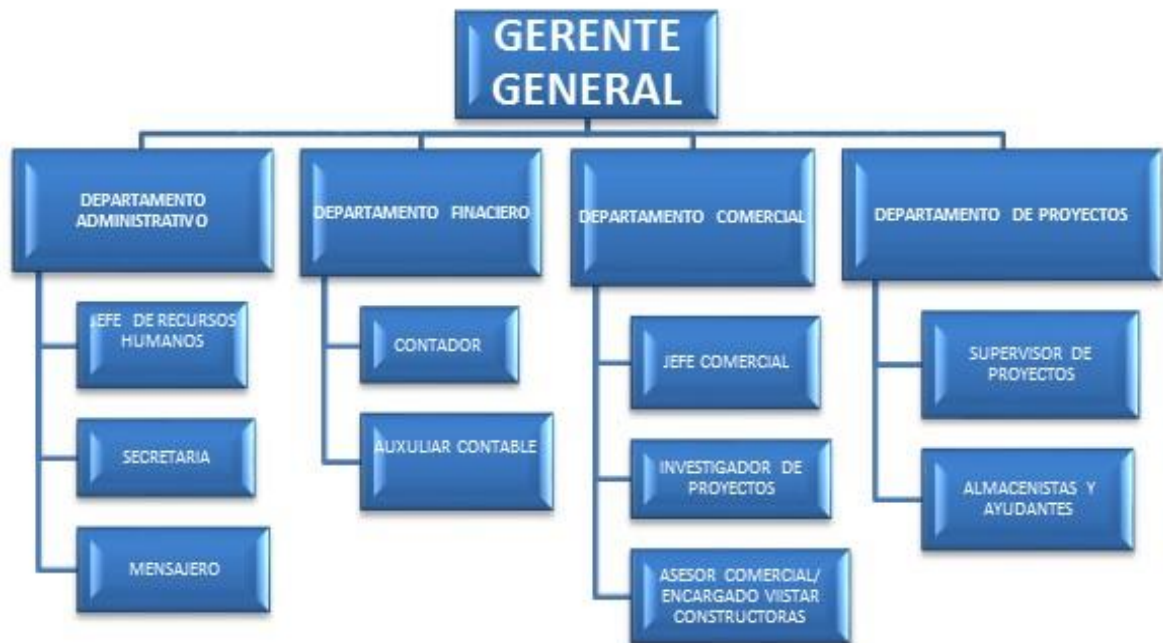 GERENTE
GENERAL
DEPARTAMENTO
ADMINISTRATIVO
DEPARTAMENTO FINACIERO
DEPARTAMENTO COMERCIAL
DEPARTAMENTO DE PROYECTOS
JEFE DE RECURSOS
HUMANOS
SECRETARIA
MENSAJERO
CONTADOR
AUXULIAR CONTABLE
JEFE COMERCIAL
INVESTIGADOR DE
PROYECTOS
ASESOR COMERCIAL/
ENCARGADO VIISTAR
CONSTRUCTORAS
SUPERVISOR DE
PROYECTOS
ALMACENISTAS Y
AYUDANTES